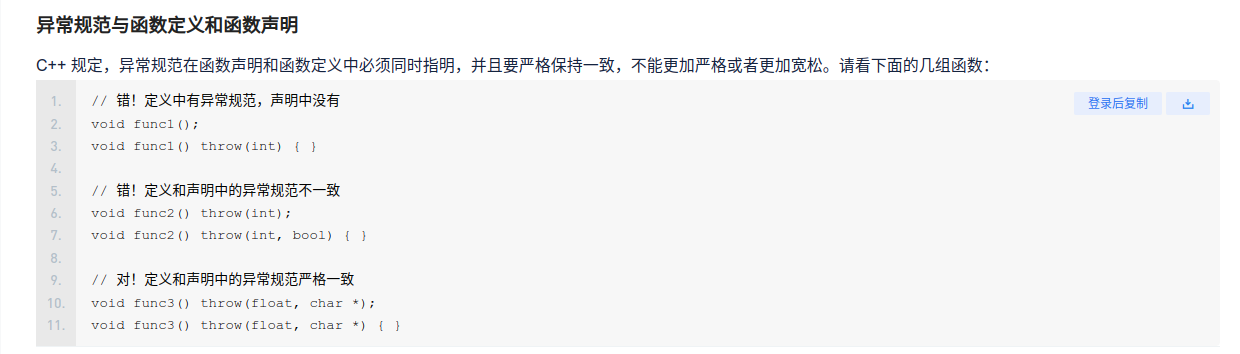 异常规范与函数定义和函数声明
C++ 规定，异常规范在函数声明和函数定义中必须同时指明，并且要严格保持一致，不能更加严格或者更加宽松。请看下面的几组函数：
登录后复制
1. // 错！定义中有异常规范，声明中没有
2. void func1();
3. void func1() throw(int) { }
4.
5. // 错！定义和声明中的异常规范不一致
6. void func2() throw(int);
7. void func2() throw(int, bool) { }
8.
9. // 对！定义和声明中的异常规范严格一致
10. void func3() throw(float, char *);
11. void func3() throw(float, char *) { }